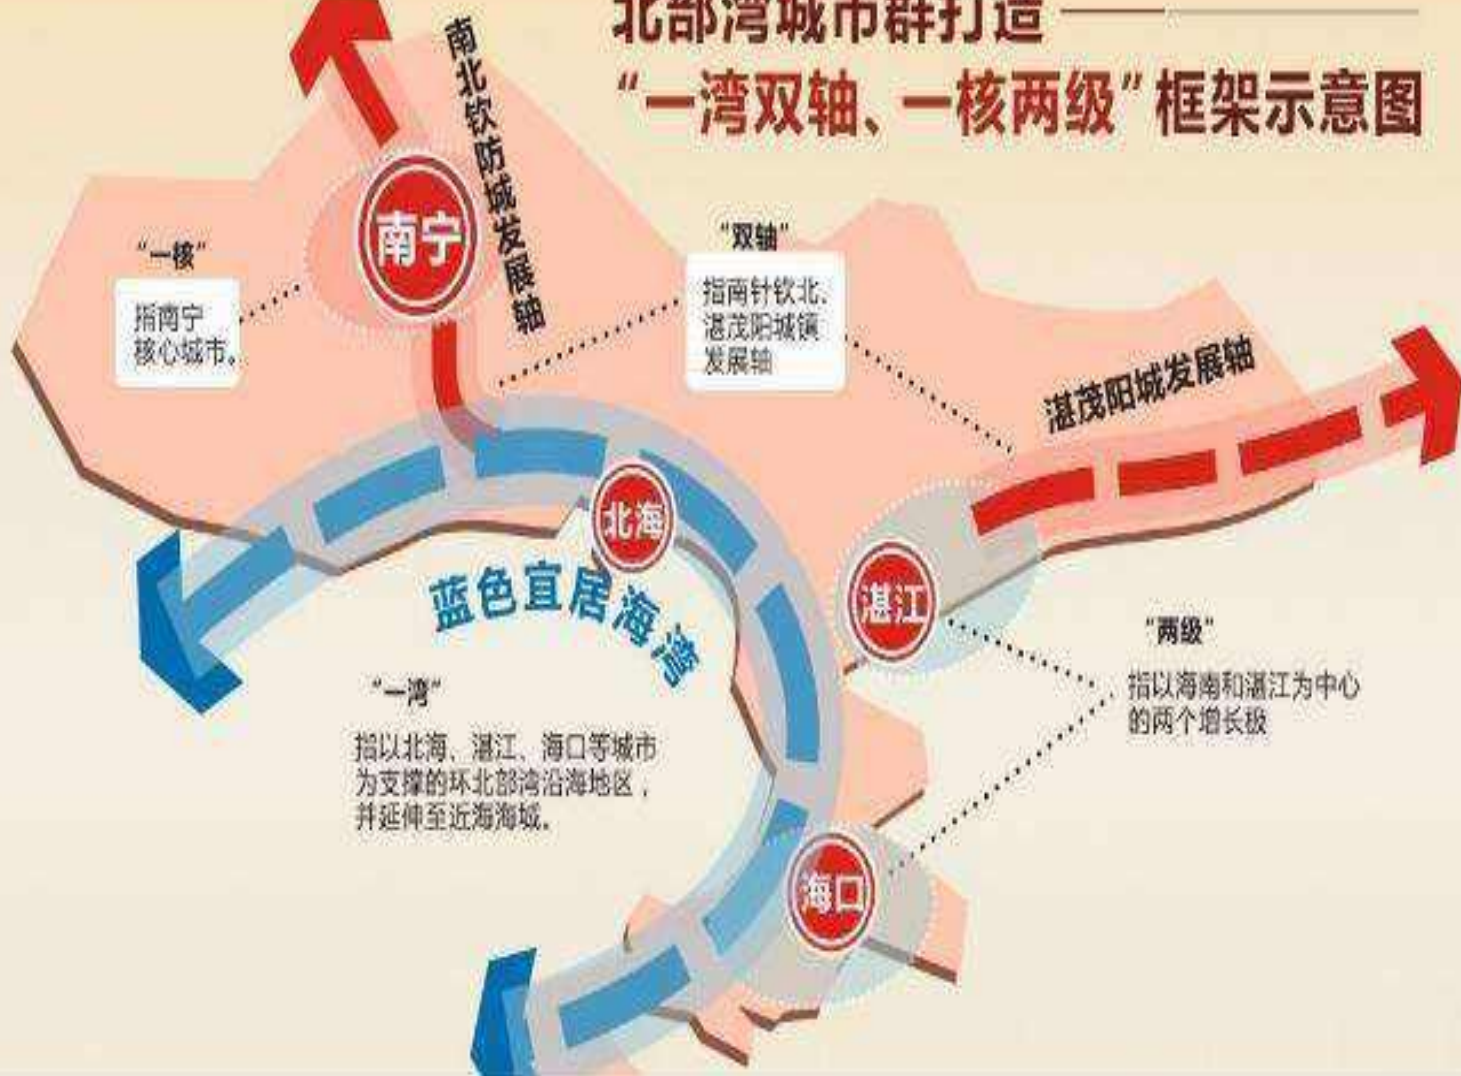 北部湾城市群打造
“一湾双轴、一核两级”框架示意图
南北钦防城发展轴
南宁
“一核”
指南宁
核心城市。
“双轴”
指南针钦北、
湛茂阳城镇
发展轴
湛茂阳城发展轴
北海
蓝色宜居海湾
湛江
“两级”
指以海南和湛江为中心
的两个增长极
“一湾”
指以北海、湛江、海口等城市
为支撑的环北部湾沿海地区，
并延伸至近海海域。
海口